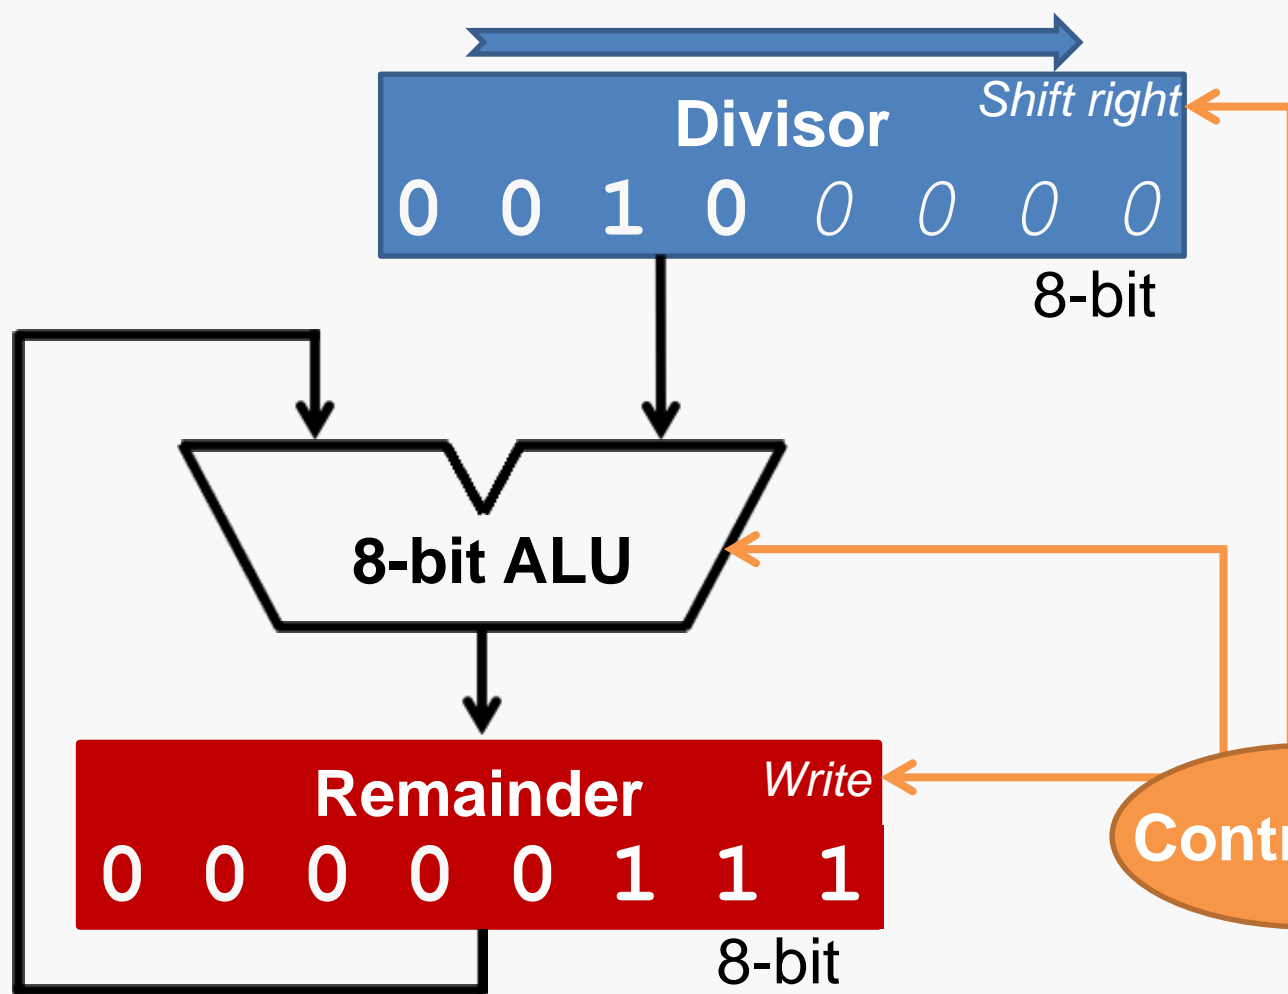 Shift right
Divisor
0 0 1 0 0 0 0 0
8-bit
8-bit ALU
Write
Remainder
Contr
0 0 0 0 0 1 1 1
8-bit